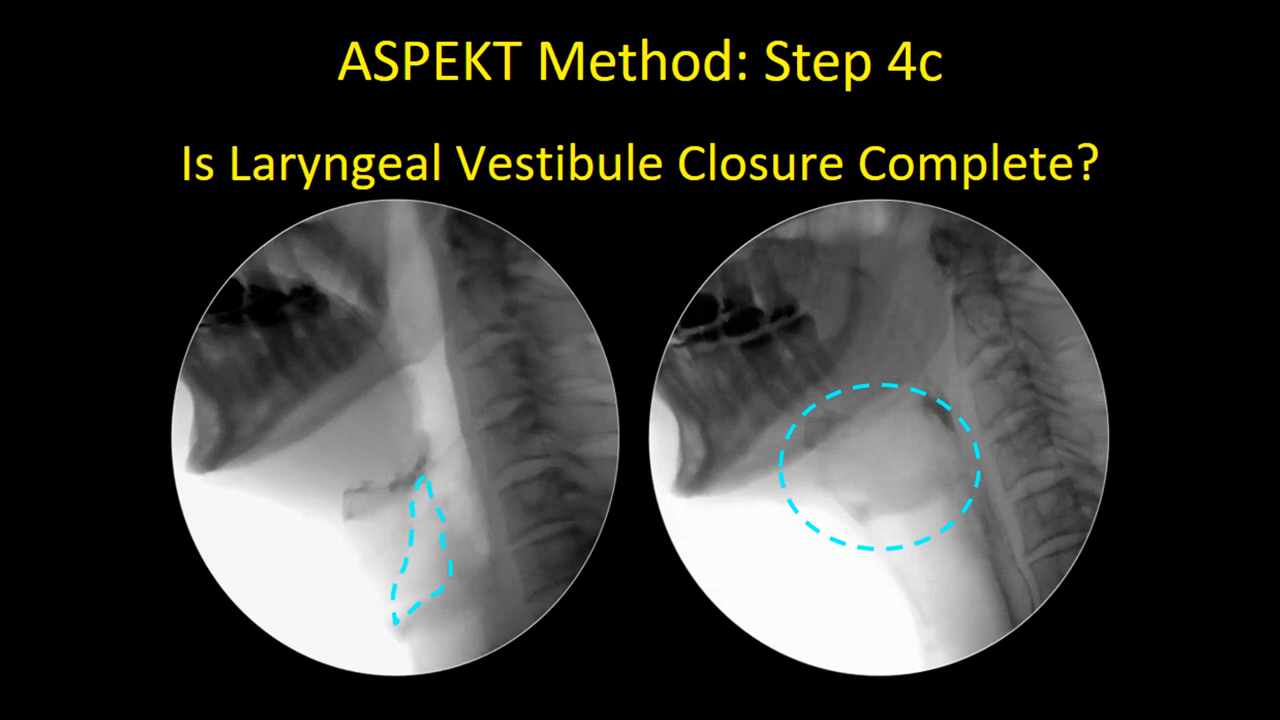 ASPEKT Method: Step 4c
Is Laryngeal Vestibule Closure Complete?